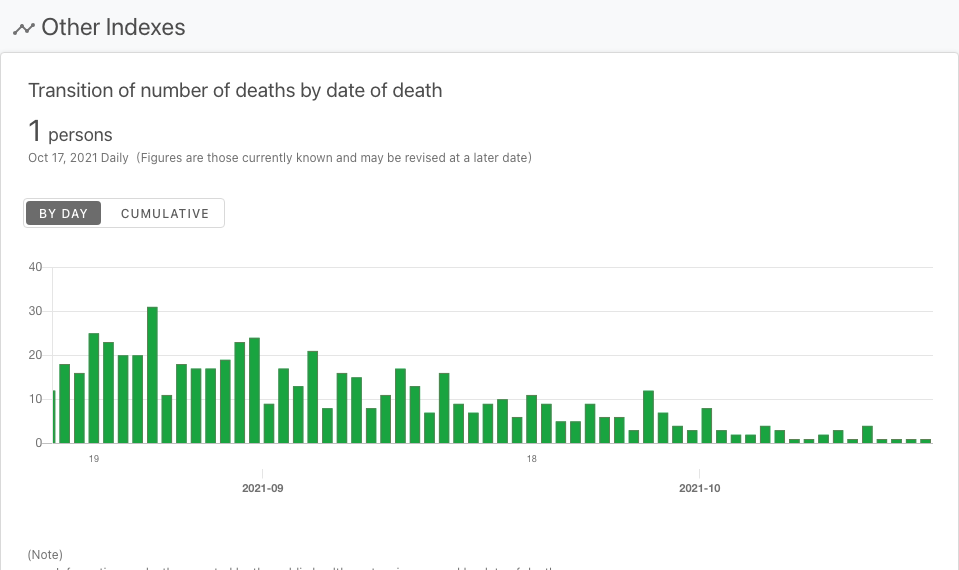 Other Indexes
Transition of number of deaths by date of death
1 persons
Oct 17, 2021 Daily (Figures are those currently known and may be revised at a later date)
BY DAY CUMULATIVE
40
30
20
10
0
19 18
2021-09 2021-10
(Note)